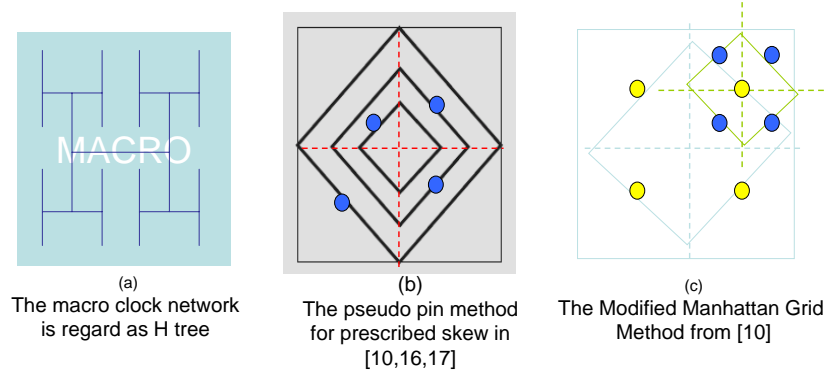 MACRO
(a)
The macro clock network
is regard as H tree
(b)
The pseudo pin method
for prescribed skew in
[10,16,17]
(c)
The Modified Manhattan Grid
Method from [10]